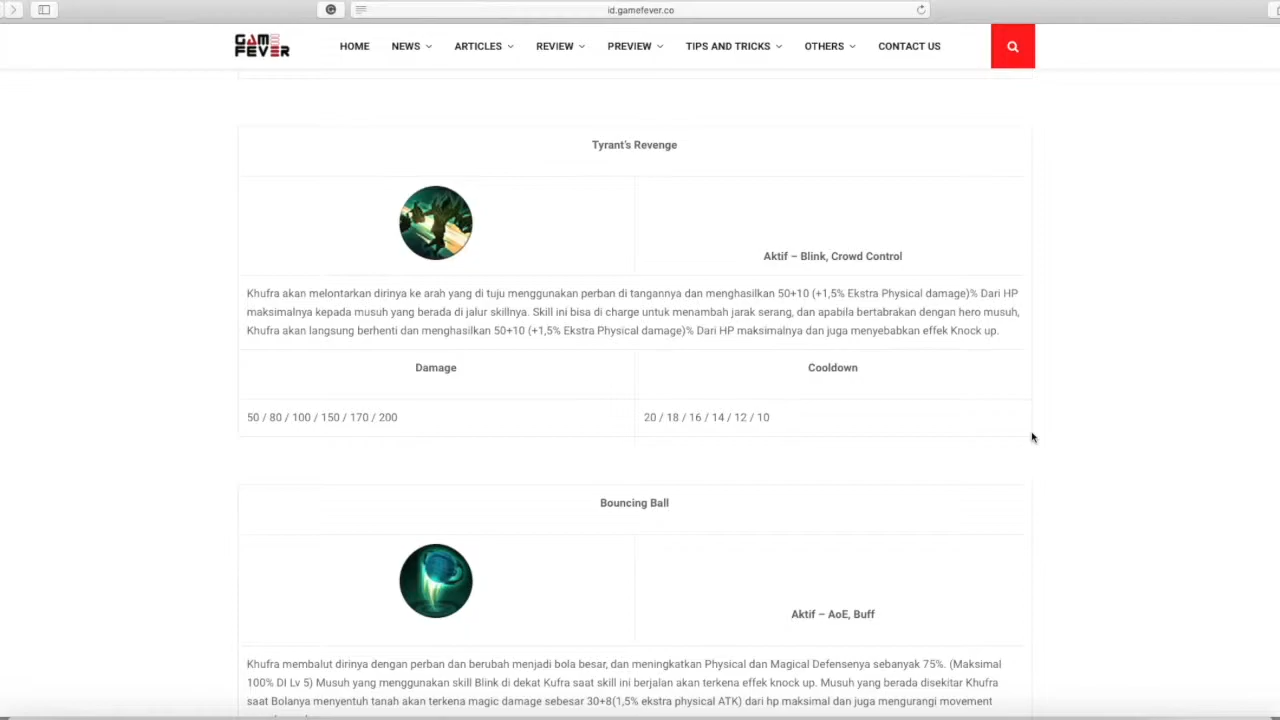 id.gamefever.co
GAME FEVER
HOME NEWS ARTICLES REVIEW PREVIEW TIPS AND TRICKS OTHERS CONTACT US
Tyrant's Revenge
Aktif – Blink, Crowd Control
Khufra akan melontarkan dirinya ke arah yang di tuju menggunakan perban di tangannya dan menghasilkan 50+10 (+1,5% Ekstra Physical damage)% Dari HP
maksimalnya kepada musuh yang berada di jalur skillnya. Skill ini bisa di charge untuk menambah jarak serang, dan apabila bertabrakan dengan hero musuh,
Khufra akan langsung berhenti dan menghasilkan 50+10 (+1,5% Ekstra Physical damage)% Dari HP maksimalnya dan juga menyebabkan effek Knock up.
Damage Cooldown
50 / 80 / 100 / 150 / 170 / 200 20 / 18 / 16 / 14 / 12 / 10
Bouncing Ball
Aktif – AoE, Buff
Khufra membalut dirinya dengan perban dan berubah menjadi bola besar, dan meningkatkan Physical dan Magical Defensenya sebanyak 75%. (Maksimal
100% DI Lv 5) Musuh yang menggunakan skill Blink di dekat Kufra saat skill ini berjalan akan terkena effek knock up. Musuh yang berada disekitar Khufra
saat Bolanya menyentuh tanah akan terkena magic damage sebesar 30+8(1,5% ekstra physical ATK) dari hp maksimal dan juga mengurangi movement